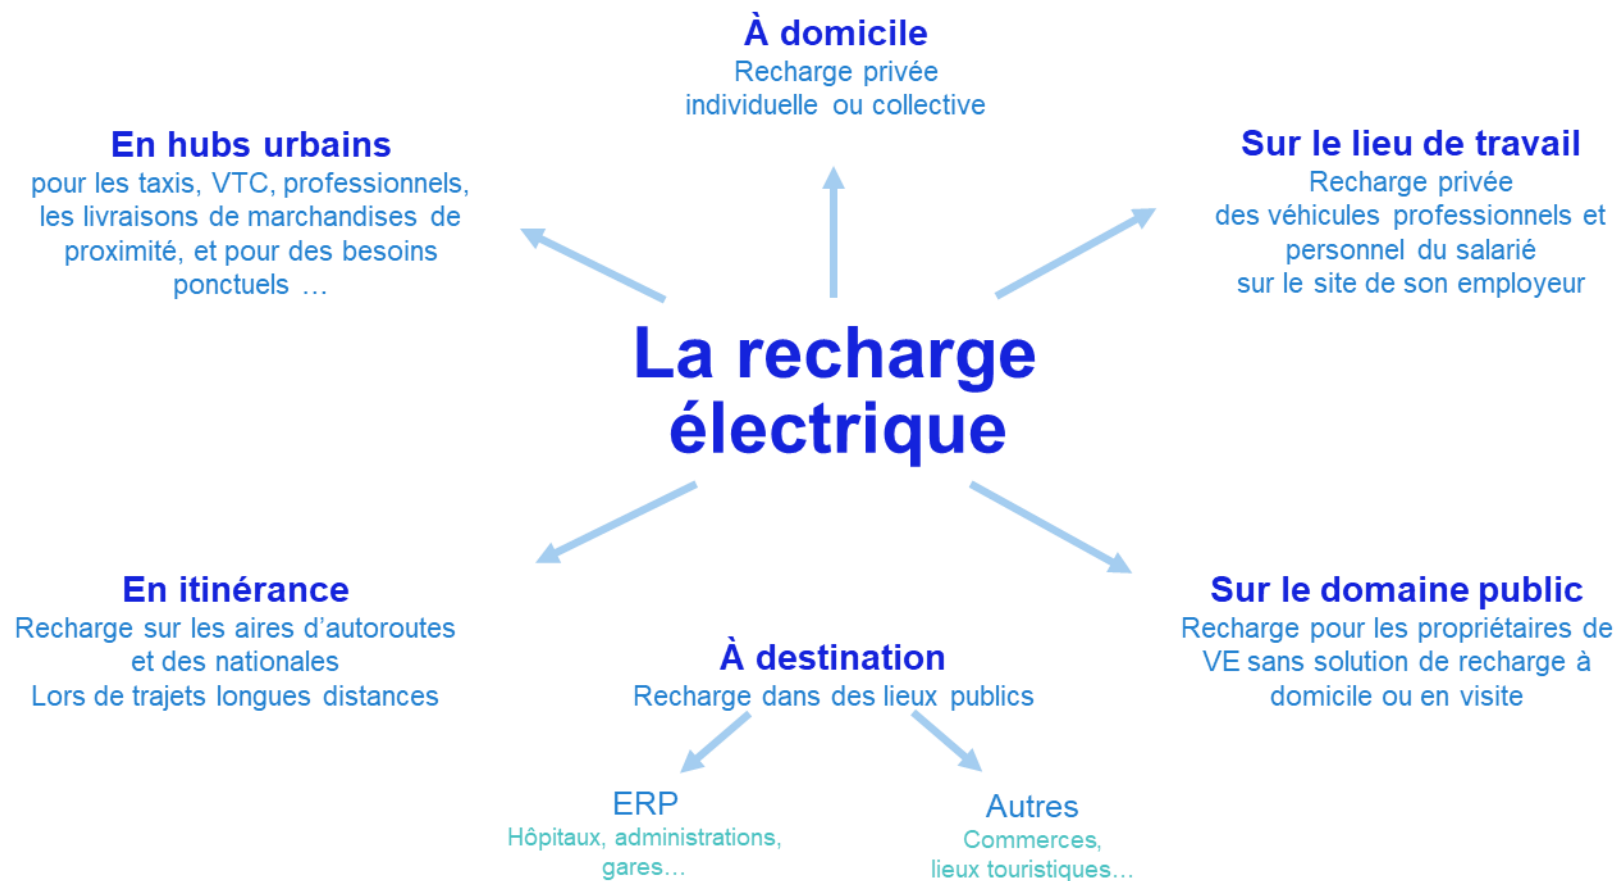 À domicile
Recharge privée
individuelle ou collective
En hubs urbains
pour les taxis, VTC, professionnels,
les livraisons de marchandises de
proximité, et pour des besoins
ponctuels …
Sur le lieu de travail
Recharge privée
des véhicules professionnels et
personnel du salarié
sur le site de son employeur
La recharge
électrique
En itinérance
Recharge sur les aires d’autoroutes
et des nationales
Lors de trajets longues distances
À destination
Recharge dans des lieux publics
ERP
Hôpitaux, administrations,
gares…
Autres
Commerces,
lieux touristiques…
Sur le domaine public
Recharge pour les propriétaires de
VE sans solution de recharge à
domicile ou en visite